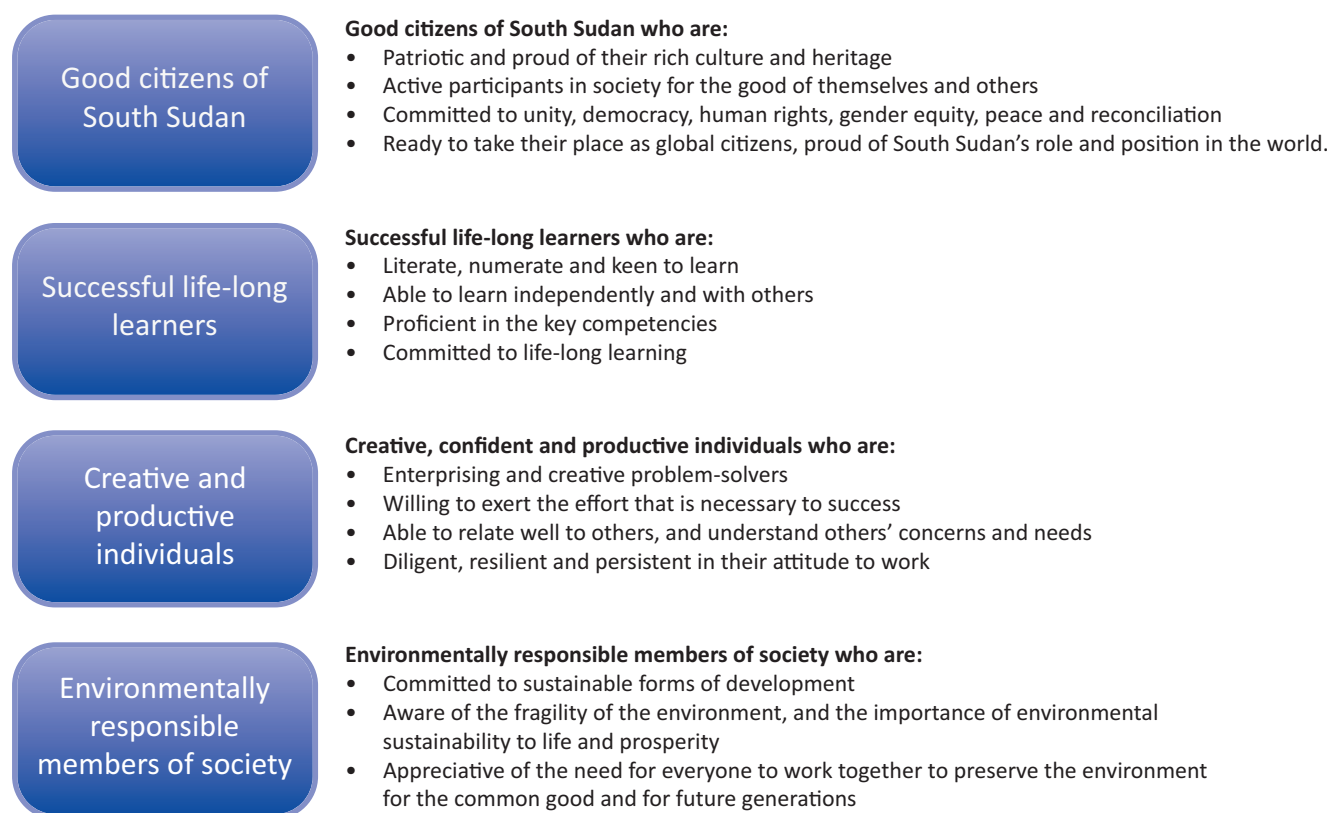 Good citizens of
South Sudan
Good citizens of South Sudan who are:
• Patriotic and proud of their rich culture and heritage
• Active participants in society for the good of themselves and others
• Committed to unity, democracy, human rights, gender equity, peace and reconciliation
• Ready to take their place as global citizens, proud of South Sudan’s role and position in the world.
Successful life-long
learners
Successful life-long learners who are:
• Literate, numerate and keen to learn
• Able to learn independently and with others
• Proficient in the key competencies
• Committed to life-long learning
Creative and
productive
individuals
Creative, confident and productive individuals who are:
• Enterprising and creative problem-solvers
• Willing to exert the effort that is necessary to success
• Able to relate well to others, and understand others’ concerns and needs
• Diligent, resilient and persistent in their attitude to work
Environmentally
responsible
members of society
Environmentally responsible members of society who are:
• Committed to sustainable forms of development
• Aware of the fragility of the environment, and the importance of environmental
sustainability to life and prosperity
• Appreciative of the need for everyone to work together to preserve the environment
for the common good and for future generations